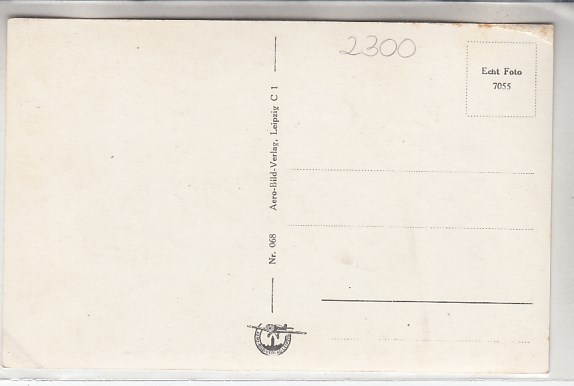 2300
Echt Foto
7055
Nr. 068 Aero-Bild-Verlag, Leipzig C 1